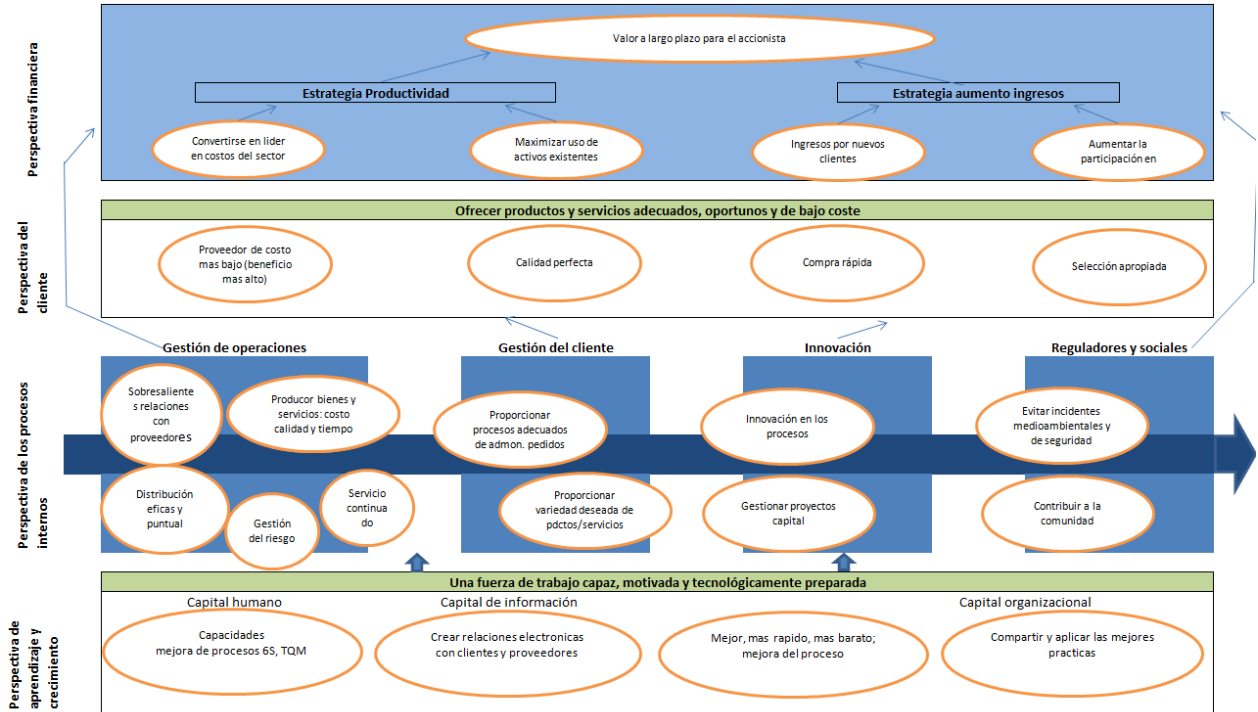 Perspectiva financiera
Valor a largo plazo para el accionista
Estrategia Productividad
Estrategia aumento ingresos
Convertirse en lider
en costos del sector
Maximizar uso de
activos existentes
Ingresos por nuevos
clientes
Aumentar la
participación en
Perspectiva del
cliente
Ofrecer productos y servicios adecuados, oportunos y de bajo coste
Proveedor de costo
mas bajo (beneficio
mas alto)
Calidad perfecta
Compra rápida
Selección apropiada
Perspectiva de los procesos
internos
Gestión de operaciones
Gestión del cliente
Innovación
Reguladores y sociales
Sobresaliente
s relaciones
con
proveedores
Producor bienes y
servicios: costo
calidad y tiempo
Proporcionar
procesos adecuados
de admon. pedidos
Innovación en los
procesos
Evitar incidentes
medioambientales y
de seguridad
Distribución
eficas y
puntual
Gestión
del riesgo
Servicio
continua
do
Proporcionar
variedad deseada de
pdctos/servicios
Gestionar proyectos
capital
Contribuir a la
comunidad
Perspectiva de
aprendizaje y
crecimiento
Una fuerza de trabajo capaz, motivada y tecnológicamente preparada
Capital humano
Capital de información
Capital organizacional
Capacidades
mejora de procesos 6S, TQM
Crear relaciones electronicas
con clientes y proveedores
Mejor, mas rapido, mas barato;
mejora del proceso
Compartir y aplicar las mejores
practicas